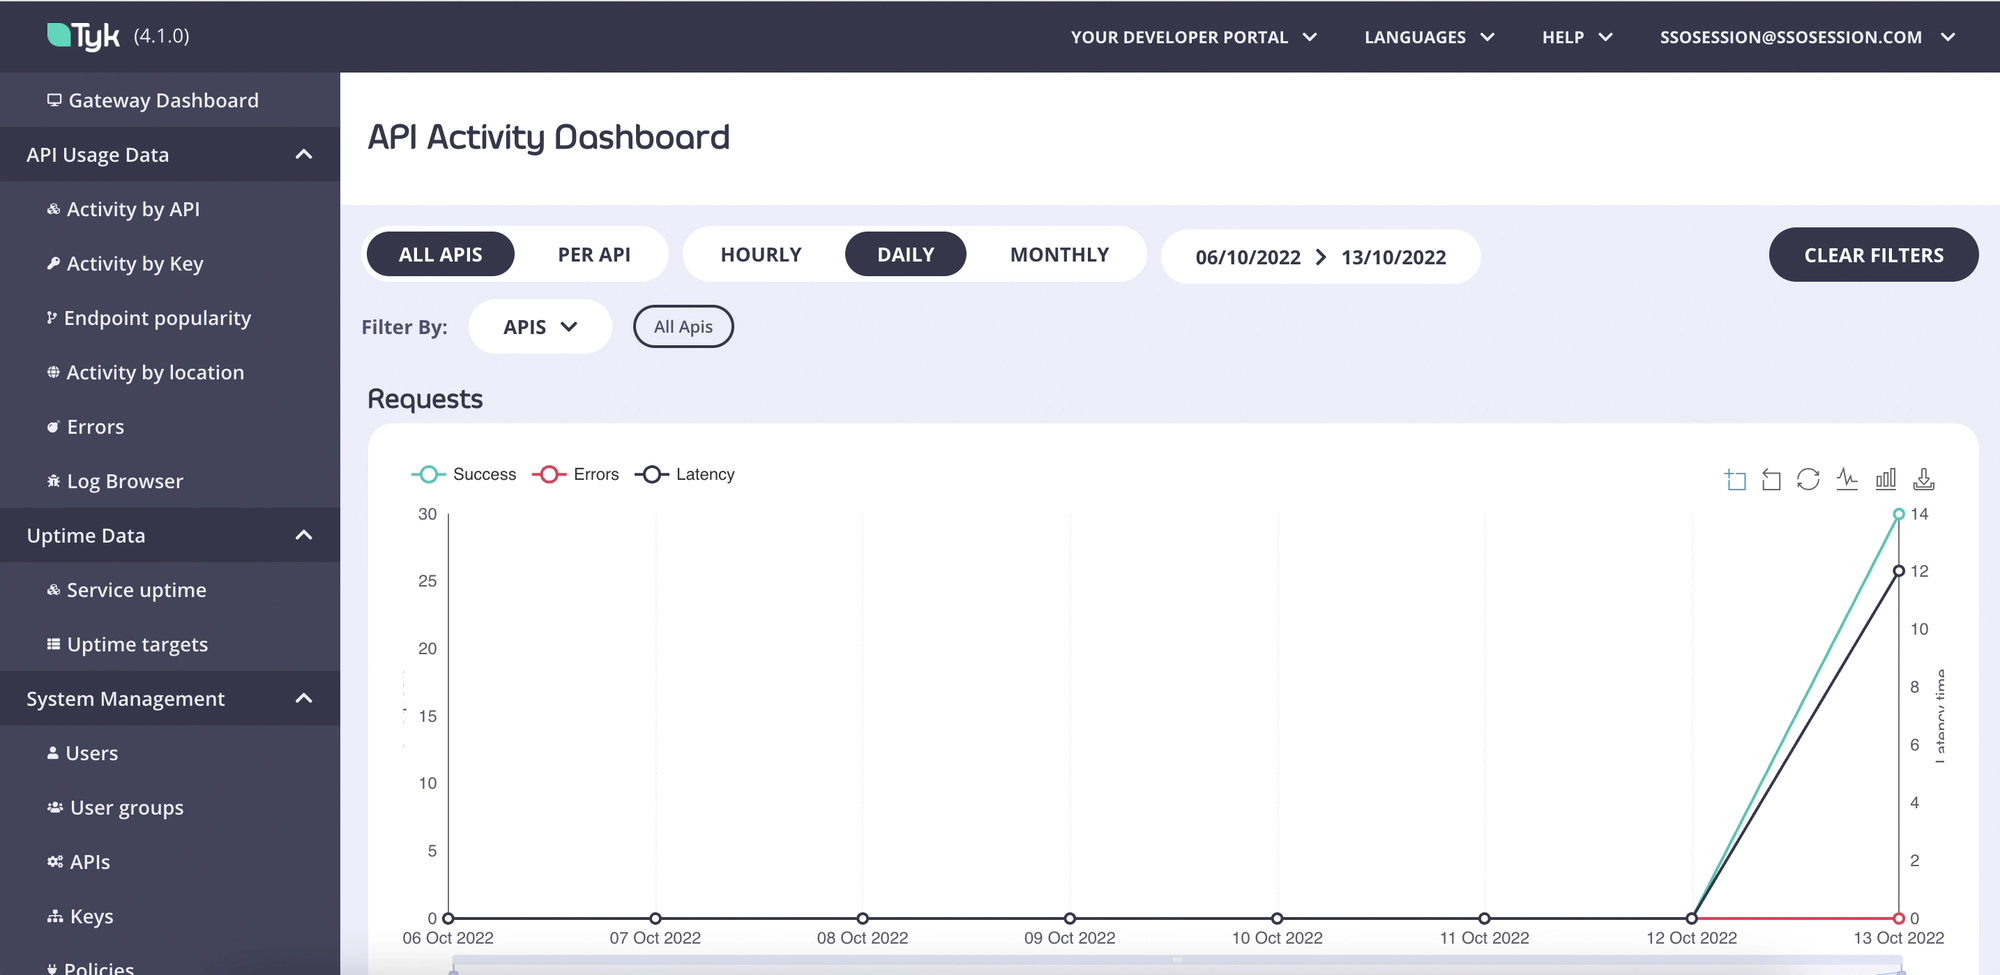 Tyk (4.1.0)
YOUR DEVELOPER PORTAL
LANGUAGES
HELP
SSOSESSION@SSOSESSION.COM
Gateway Dashboard
API Usage Data
Activity by API
Activity by Key
Endpoint popularity
Activity by location
Errors
Log Browser
Uptime Data
Service uptime
Uptime targets
System Management
Users
User groups
APIs
Keys
Policies
API Activity Dashboard
ALL APIS
PER API
HOURLY
DAILY
MONTHLY
06/10/2022 > 13/10/2022
CLEAR FILTERS
Filter By:
APIS
All Apis
Requests
Success
Errors
Latency
30
25
20
15
10
5
0
14
12
10
8
6
4
2
0
Latency time
06 Oct 2022
07 Oct 2022
08 Oct 2022
09 Oct 2022
10 Oct 2022
11 Oct 2022
12 Oct 2022
13 Oct 2022